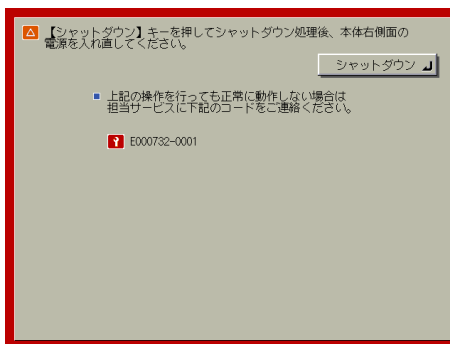 【シャットダウン】キーを押してシャットダウン処理後、本体右側面の
電源を入れ直してください。
シャットダウン
上記の操作を行っても正常に動作しない場合は
担当サービスに下記のコードをご連絡ください。
E000732-0001